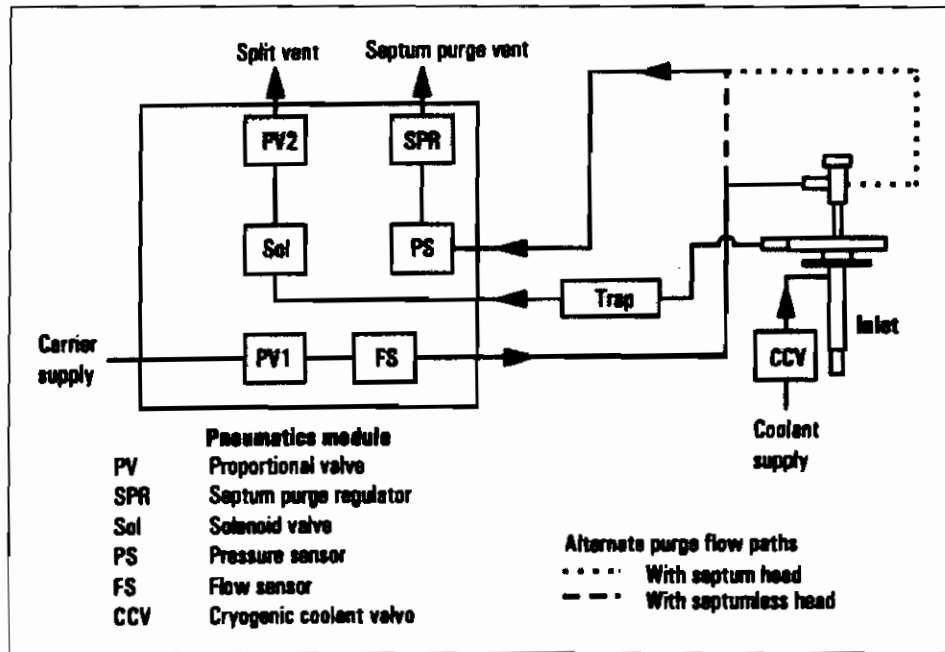 Split vent
Septum purge vent
PV2
SPR
Sol
PS
Trap
Inlet
Carrier
supply
PV1
FS
CCV
Coolant
supply
Pneumatics module
PV Proportional valve
SPR Septum purge regulator
Sol Solenoid valve
PS Pressure sensor
FS Flow sensor
CCV Cryogenic coolant valvo
Alternate purge flow paths
With septum head
With septumless head